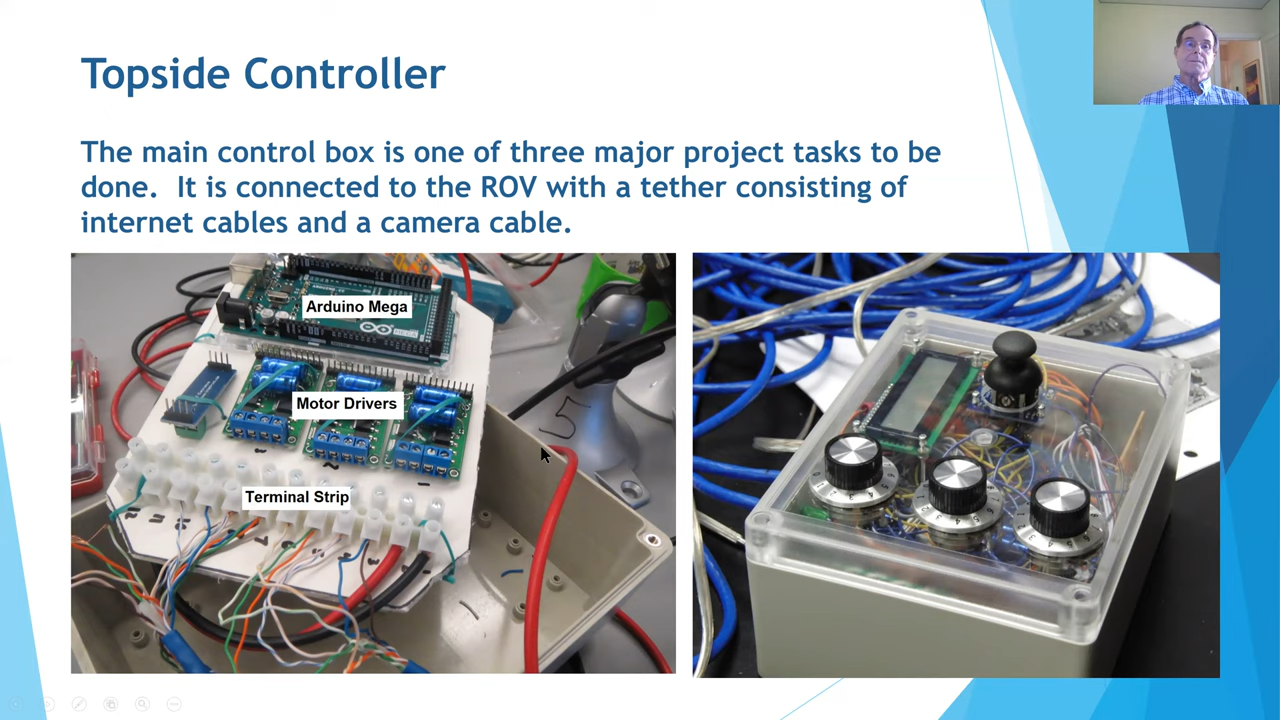 Topside Controller
The main control box is one of three major project tasks to be
done. It is connected to the ROV with a tether consisting of
internet cables and a camera cable.
Arduino Mega
Motor Drivers
Terminal Strip